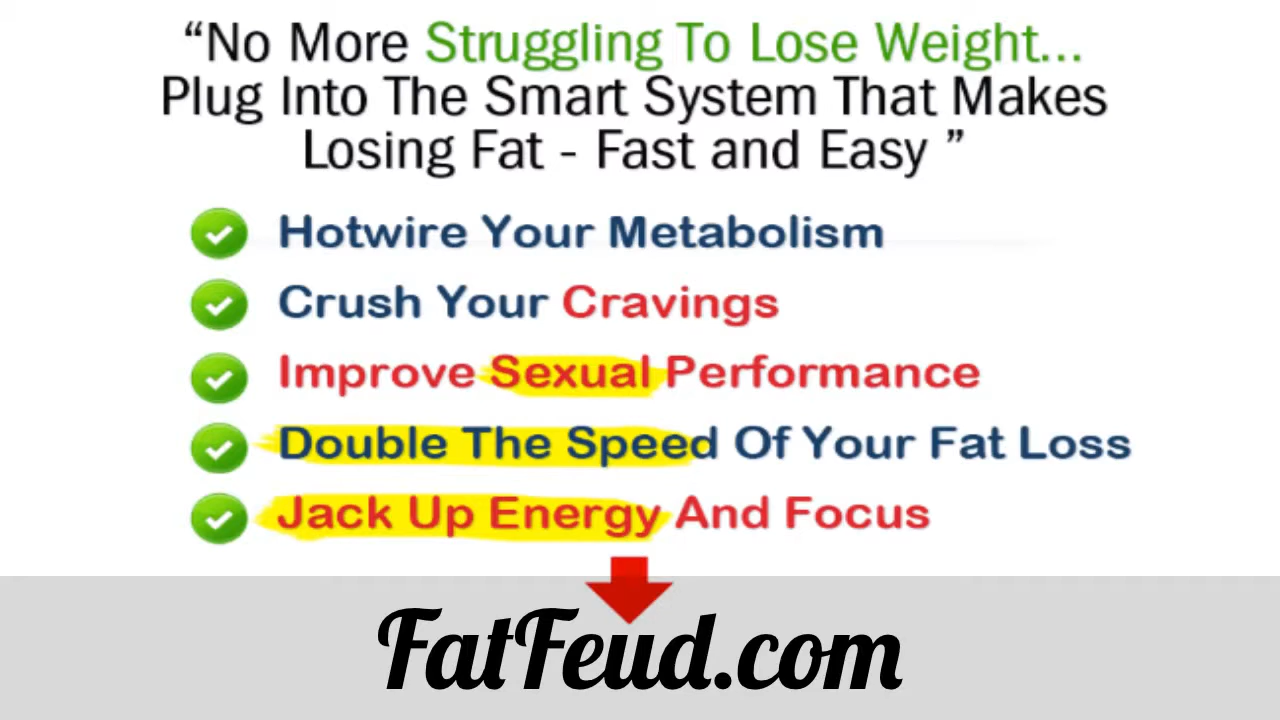 “No More Struggling To Lose Weight...
Plug Into The Smart System That Makes
Losing Fat - Fast and Easy ”
Hotwire Your Metabolism
Crush Your Cravings
Improve Sexual Performance
Double The Speed Of Your Fat Loss
Jack Up Energy And Focus
FatFeud.com